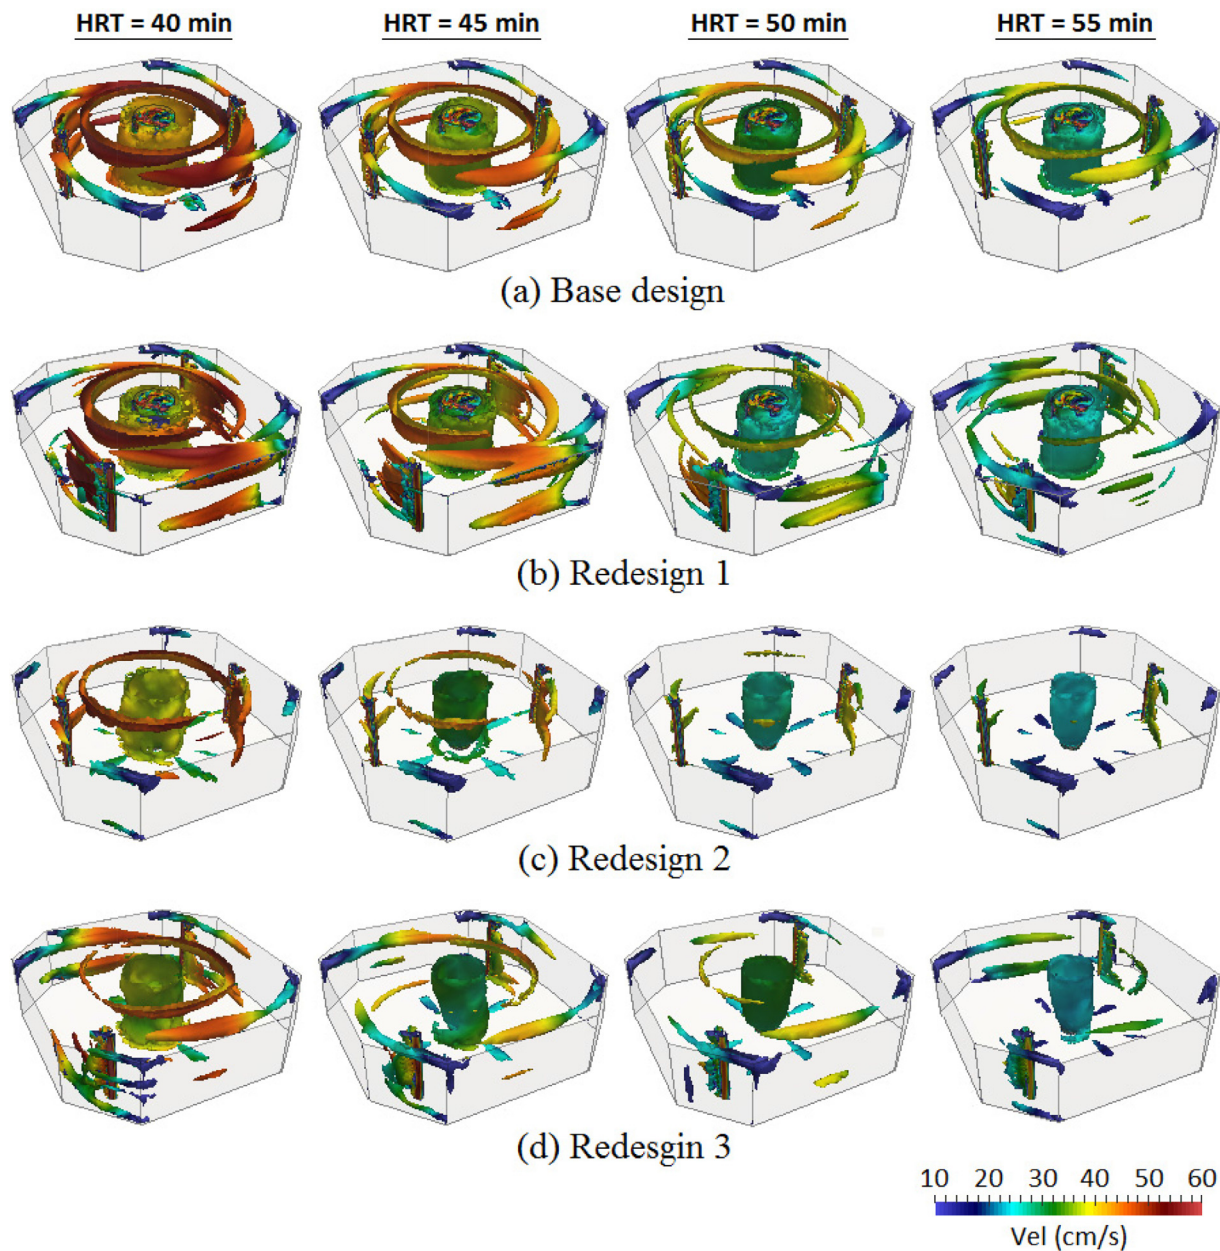 HRT = 40 min HRT = 45 min HRT = 50 min HRT = 55 min
(a) Base design
(b) Redesign 1
(c) Redesign 2
(d) Redesgin 3
10 20 30 40 50 60
Vel (cm/s)